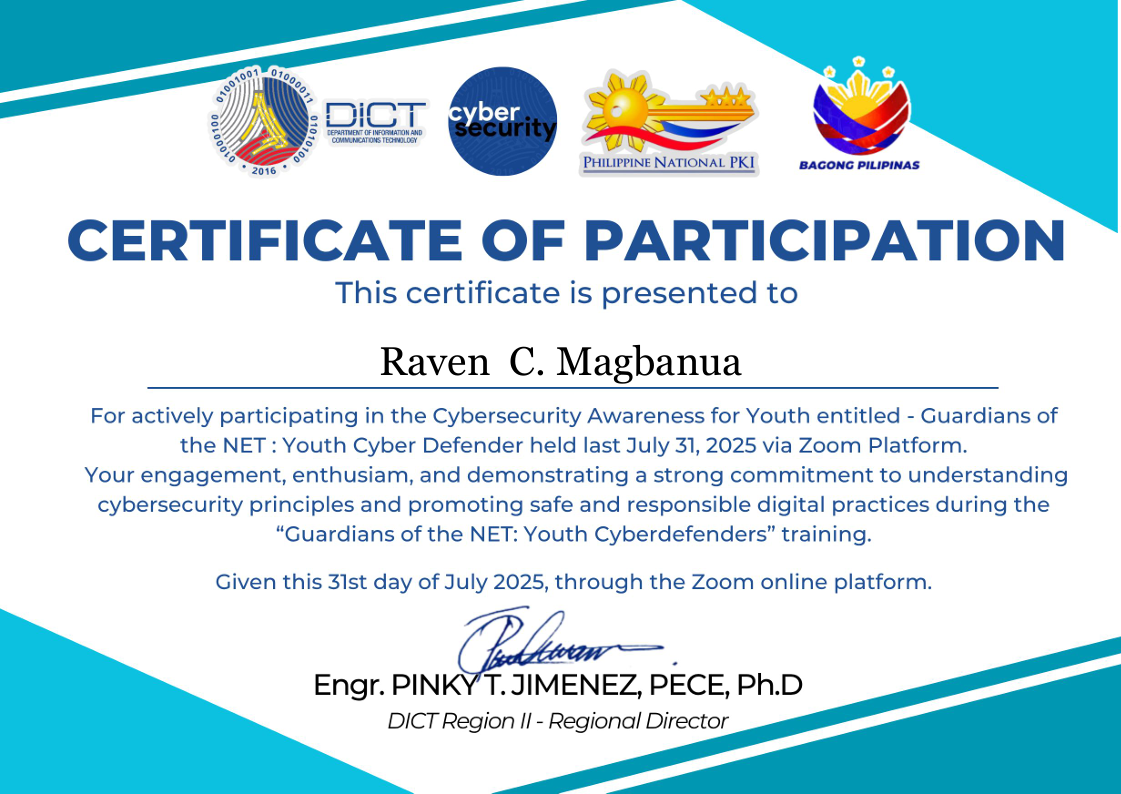 01000100 01001001 01000011 01010100
• 2016 •
DICT
DEPARTMENT OF INFORMATION AND
COMMUNICATIONS TECHNOLOGY
cyber
security
PHILIPPINE NATIONAL PKI
BAGONG PILIPINAS
CERTIFICATE OF PARTICIPATION
This certificate is presented to
Raven C. Magbanua
For actively participating in the Cybersecurity Awareness for Youth entitled - Guardians of
the NET : Youth Cyber Defender held last July 31, 2025 via Zoom Platform.
Your engagement, enthusiam, and demonstrating a strong commitment to understanding
cybersecurity principles and promoting safe and responsible digital practices during the
“Guardians of the NET: Youth Cyberdefenders” training.
Given this 31st day of July 2025, through the Zoom online platform.
Engr. PINKY T. JIMENEZ, PECE, Ph.D
DICT Region II - Regional Director